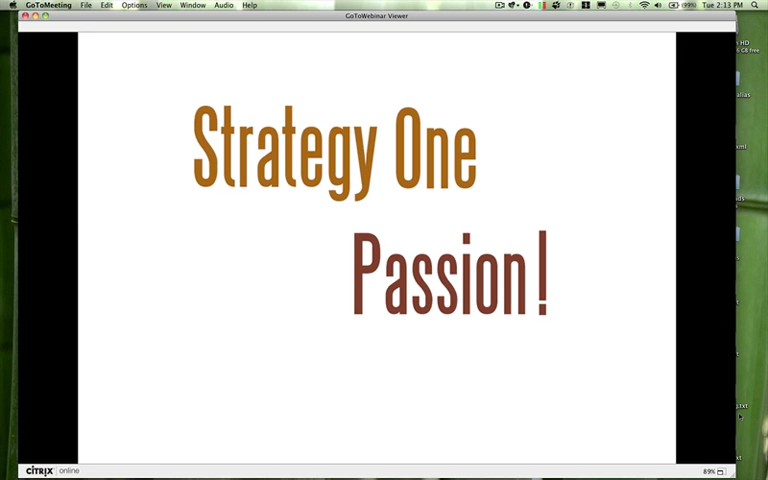 GoToMeeting File Edit Options View Window Audio Help
(99%) Tue 2:13 PM
GoToWebinar Viewer
Strategy One
Passion!
CITRIX online
89%